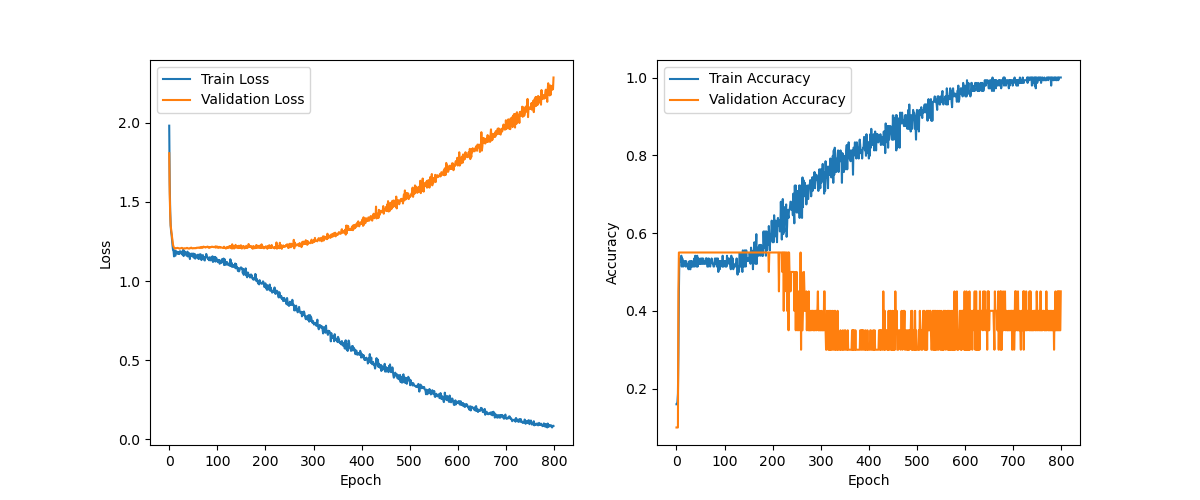 Train Loss
Validation Loss
2.0
1.5
1.0
0.5
0.0
Loss
0 100 200 300 400 500 600 700 800
Epoch
Train Accuracy
Validation Accuracy
1.0
0.8
0.6
0.4
0.2
Accuracy
0 100 200 300 400 500 600 700 800
Epoch